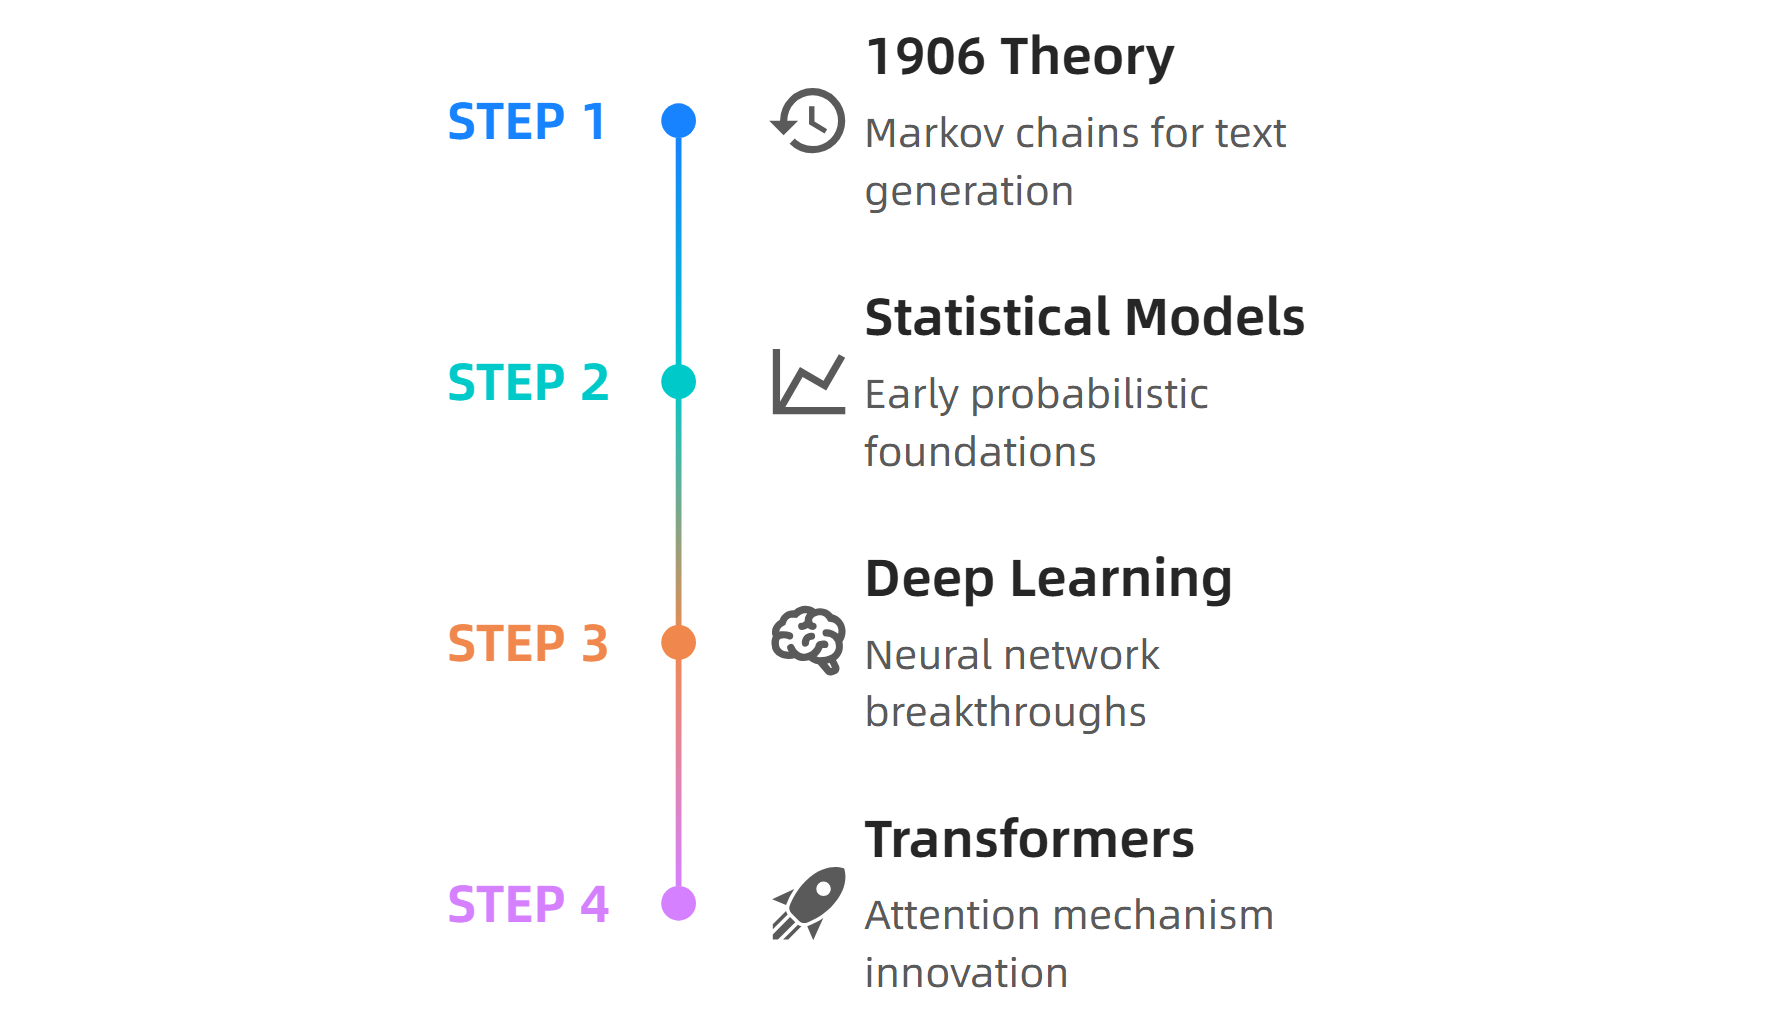 STEP 1
1906 Theory
Markov chains for text
generation
STEP 2
Statistical Models
Early probabilistic
foundations
STEP 3
Deep Learning
Neural network
breakthroughs
STEP 4
Transformers
Attention mechanism
innovation